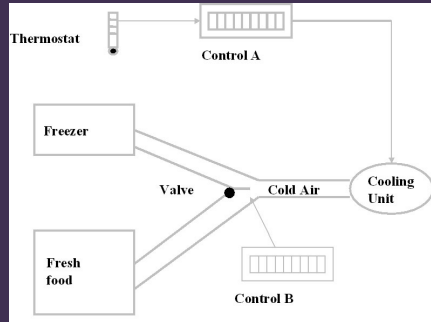 Thermostat
Control A
Freezer
Valve
Cold Air
Cooling
Unit
Fresh
food
Control B